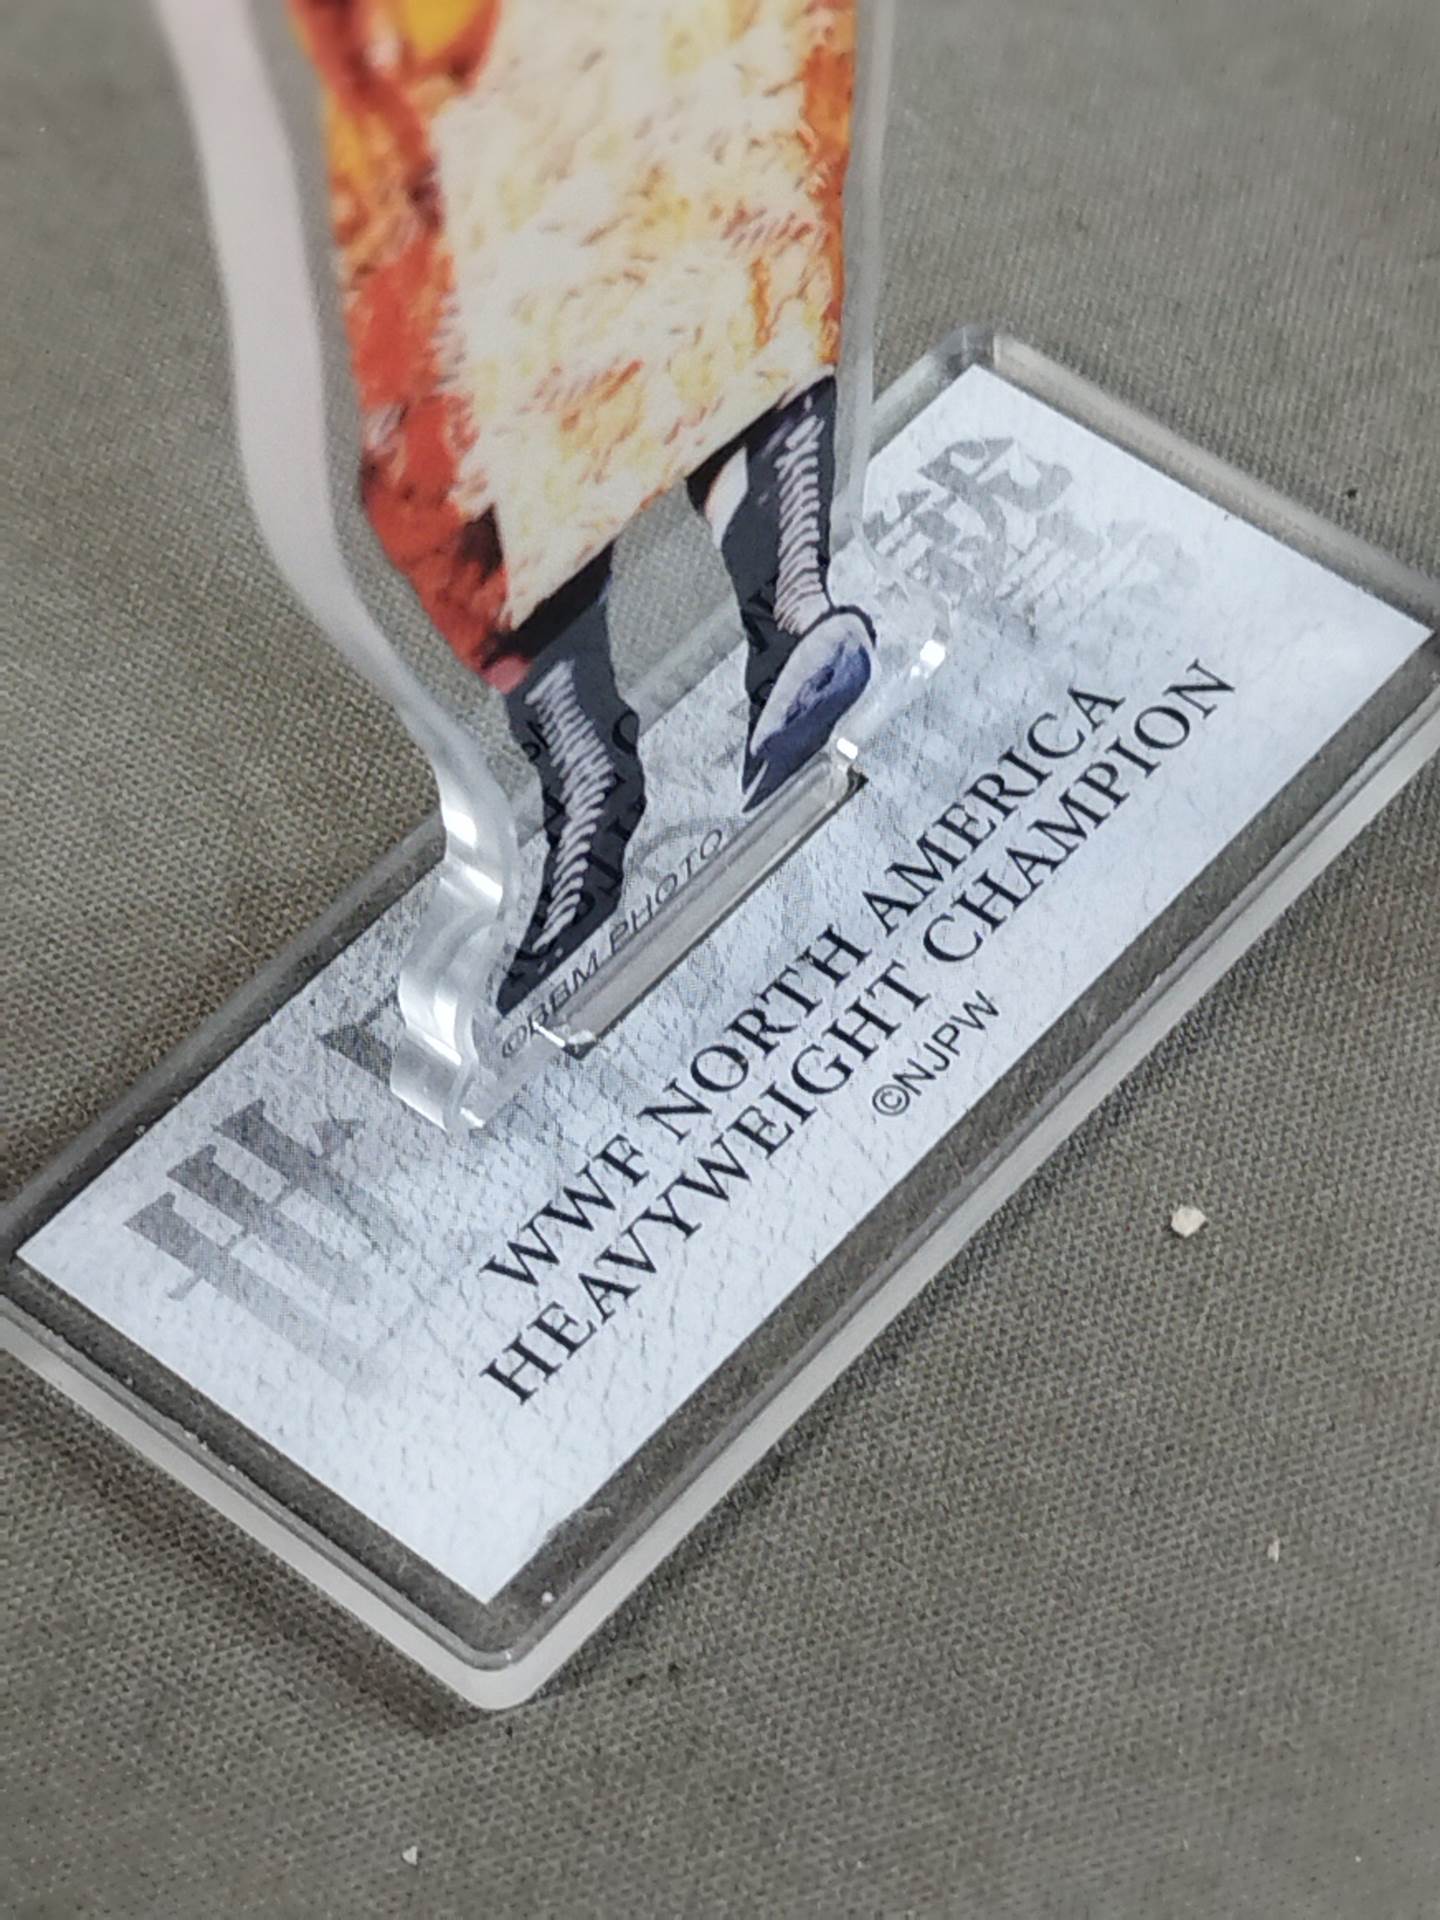 ©BBM PHOTO
WWF NORTH AMERICA
HEAVYWEIGHT CHAMPION
©NJPW